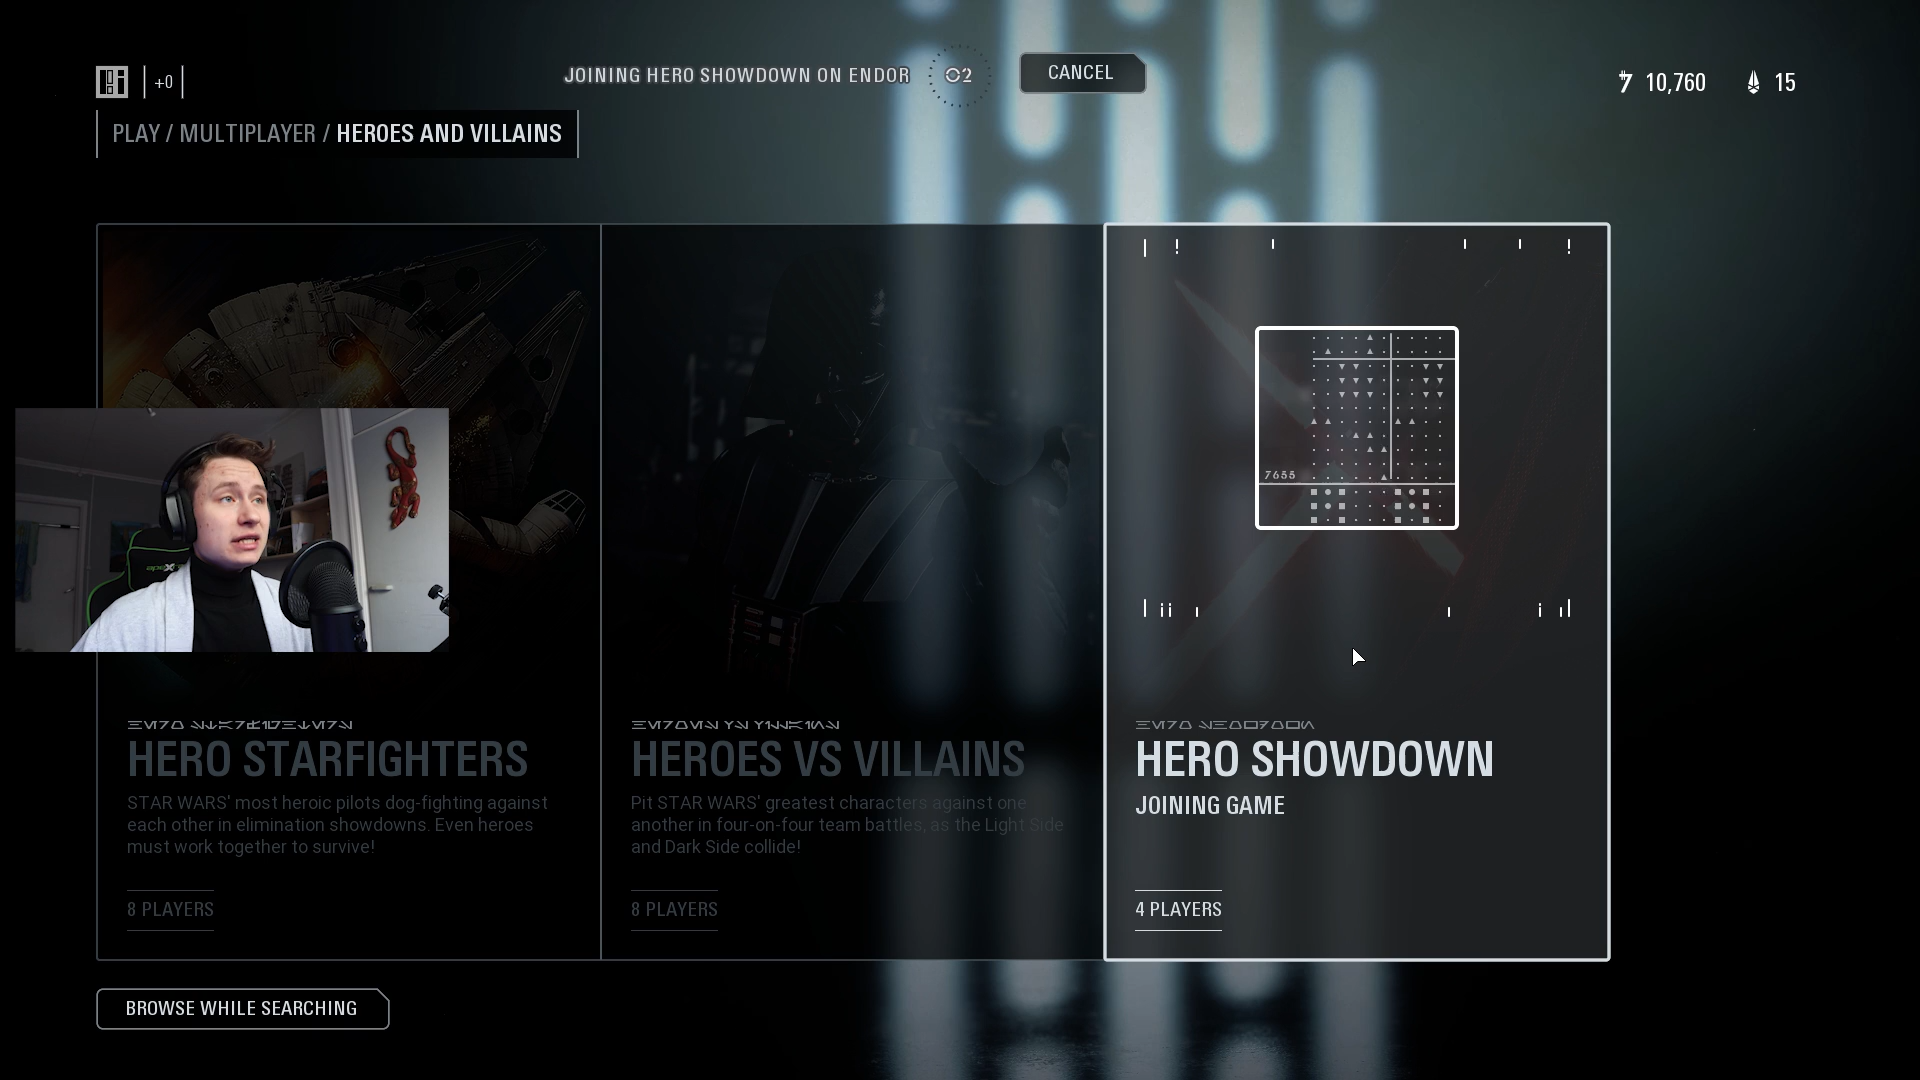 +0
JOINING HERO SHOWDOWN ON ENDOR
02
CANCEL
10,760
15
PLAY / MULTIPLAYER / HEROES AND VILLAINS
7655
HERO STARFIGHTERS
STAR WARS' most heroic pilots dog-fighting against
each other in elimination showdowns. Even heroes
must work together to survive!
8 PLAYERS
HEROES VS VILLAINS
Pit STAR WARS' greatest characters against one
another in four-on-four team battles, as the Light Side
and Dark Side collide!
8 PLAYERS
HERO SHOWDOWN
JOINING GAME
4 PLAYERS
BROWSE WHILE SEARCHING